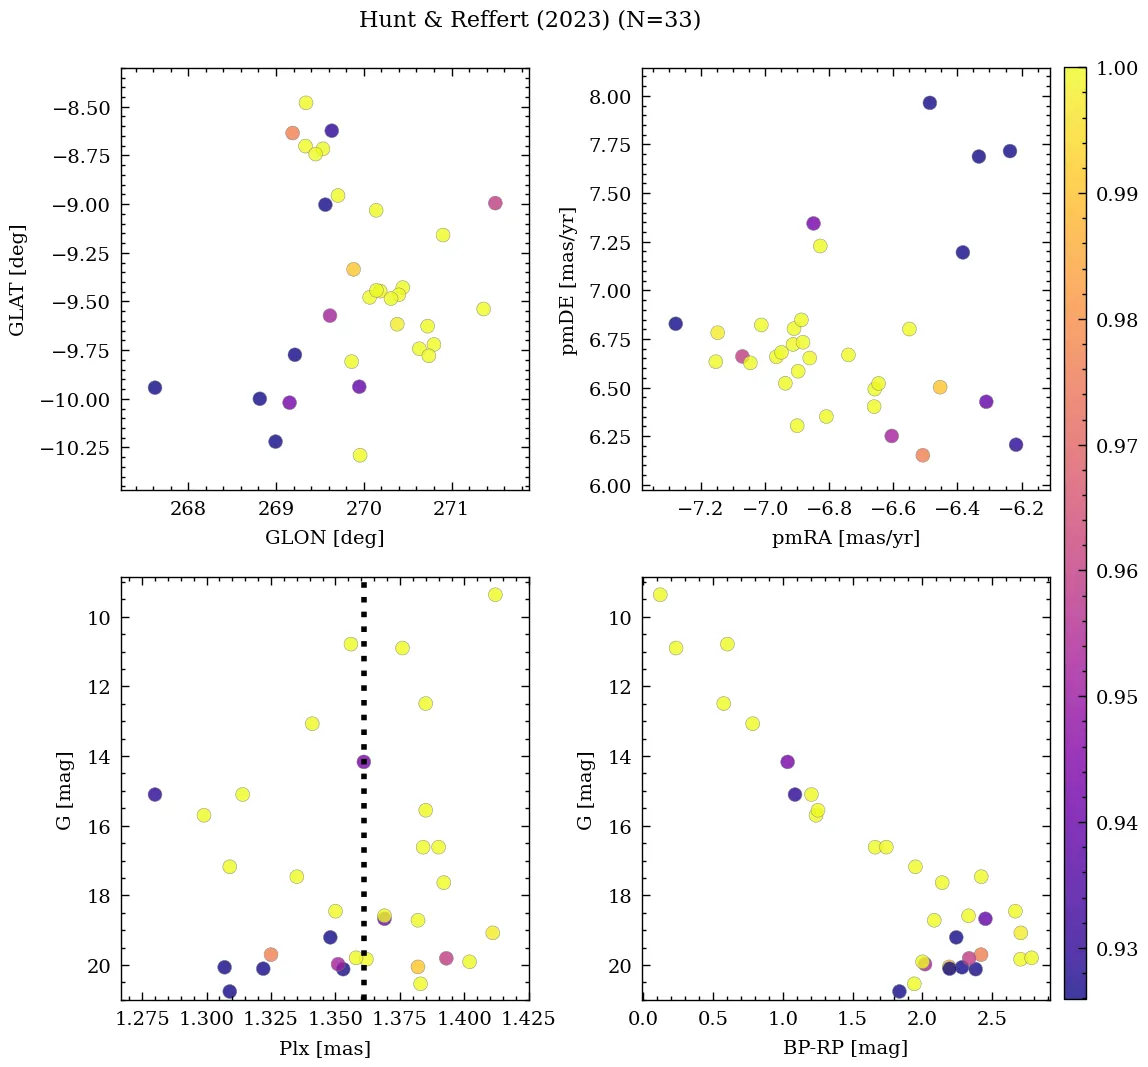 Hunt & Reffert (2023) (N=33)
−8.50
−8.75
−9.00
−9.25
−9.50
−9.75
−10.00
−10.25
GLAT [deg]
268 269 270 271
GLON [deg]
8.00
7.75
7.50
7.25
7.00
6.75
6.50
6.25
6.00
pmDE [mas/yr]
−7.2 −7.0 −6.8 −6.6 −6.4 −6.2
pmRA [mas/yr]
10
12
14
16
18
20
G [mag]
1.275 1.300 1.325 1.350 1.375 1.400 1.425
Plx [mas]
10
12
14
16
18
20
G [mag]
0.0 0.5 1.0 1.5 2.0 2.5
BP-RP [mag]
1.00
0.99
0.98
0.97
0.96
0.95
0.94
0.93